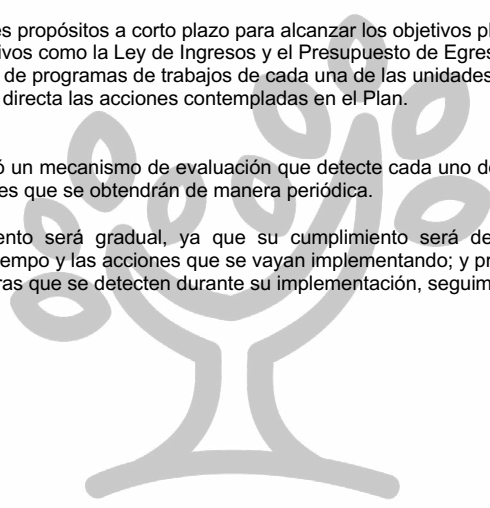 es propósitos a corto plazo para alcanzar los objetivos pl
ivos como la Ley de Ingresos y el Presupuesto de Egres
de programas de trabajos de cada una de las unidades
directa las acciones contempladas en el Plan.
ó un mecanismo de evaluación que detecte cada uno d
es que se obtendrán de manera periódica.
ento será gradual, ya que su cumplimiento será de
iempo y las acciones que se vayan implementando; y pr
ras que se detecten durante su implementación, seguim